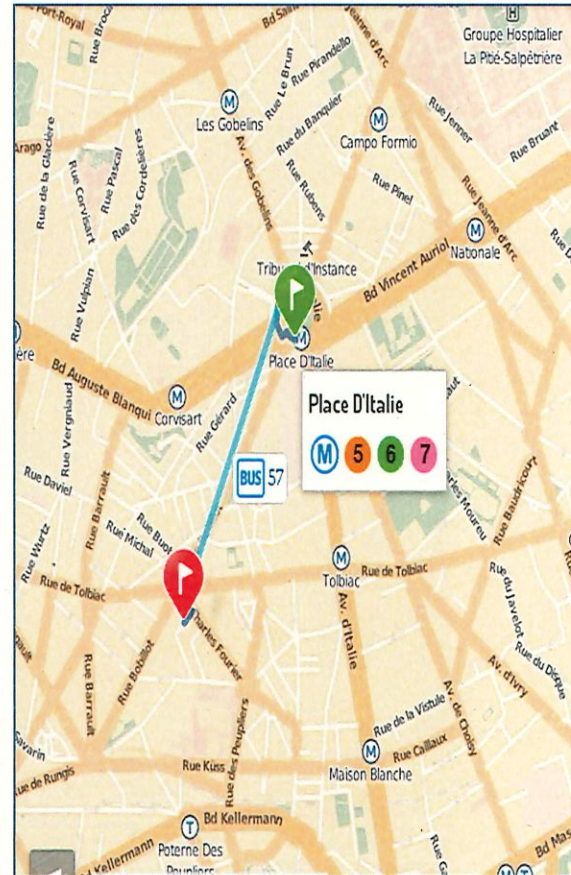 Port-Royal
Rue Broca
Bd Sain
Rue Jeanne d'Arc
H
Groupe Hospitalier
La Pitié-Salpêtrière
Arago
Rue de la Glacière
Rue Corvisart
Rue Pascal
Rue des Cordelières
M
Les Gobelins
Rue Le Brun
Rue Pirandello
Rue du Banquier
M
Campo Formio
Rue Jenner
Rue Bruant
Av. des Gobelins
Rue Rubens
Rue Pinel
Rue Jeanne d'Arc
M
Nationale
Rue Vulpian
Tribunal d'Instance
Bd Vincent Auriol
M
Place D'Italie
Bd Auguste Blanqui
M
Corvisart
Rue Gérard
Place D'Italie
M 5 6 7
Rue Vergniaud
Rue Daviel
Rue Barrault
BUS 57
Charles Moureu
Rue Baudricourt
Rue Wurtz
Rue Michal
Rue Buot
M
Tolbiac
Rue de Tolbiac
Rue de Tolbiac
Rue du Javelot
Rue du Disque
Rue Barrault
Rue Bobillot
Charles Fourier
Av. d'Italie
Av. d'Ivry
Rue des Peupliers
Rue de la Vistule
Av. de Choisy
Savarin
Rue de Rungis
Rue Küss
M
Maison Blanche
Rue Caillaux
Bd Kellermann
T
Poterne Des
Peupliers
Bd Kellermann
Bd Mas
M T